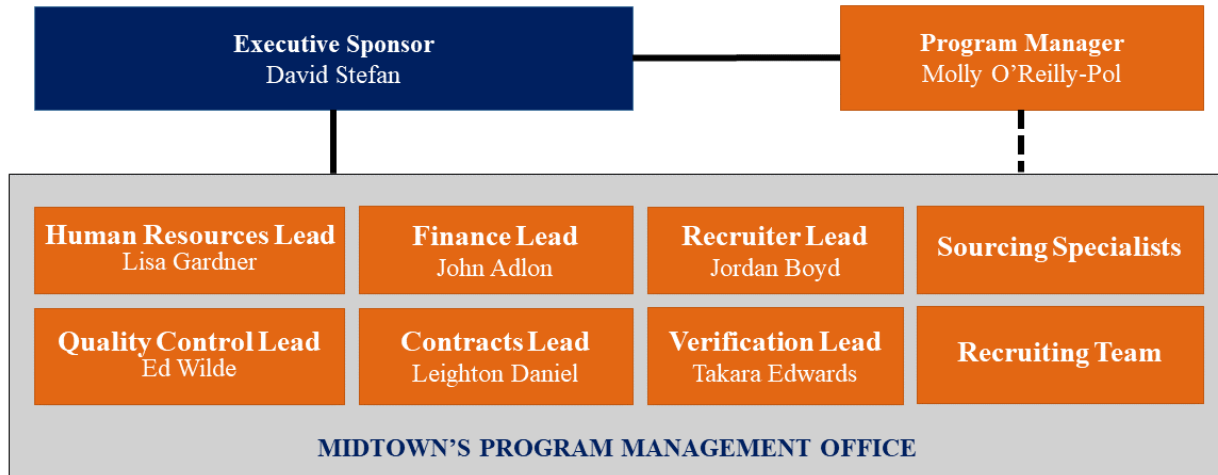 Executive Sponsor
David Stefan
Program Manager
Molly O’Reilly-Pol
Human Resources Lead
Lisa Gardner
Finance Lead
John Adlon
Recruiter Lead
Jordan Boyd
Sourcing Specialists
Quality Control Lead
Ed Wilde
Contracts Lead
Leighton Daniel
Verification Lead
Takara Edwards
Recruiting Team
MIDTOWN’S PROGRAM MANAGEMENT OFFICE